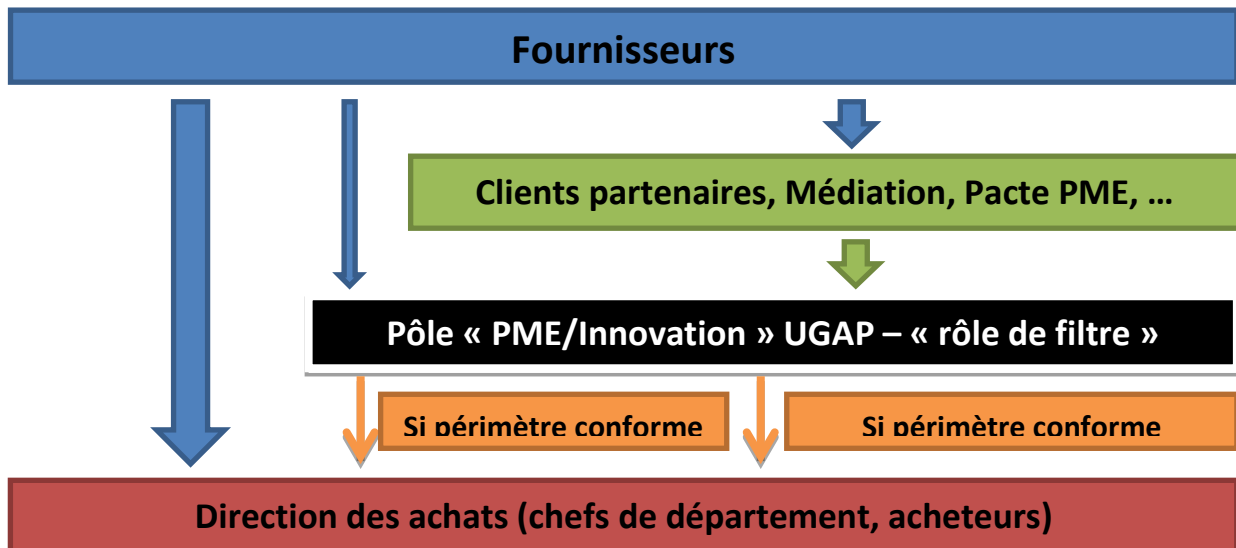 Fournisseurs
Clients partenaires, Médiation, Pacte PME, …
Pôle « PME/Innovation » UGAP – « rôle de filtre »
Si périmètre conforme
Si périmètre conforme
Direction des achats (chefs de département, acheteurs)